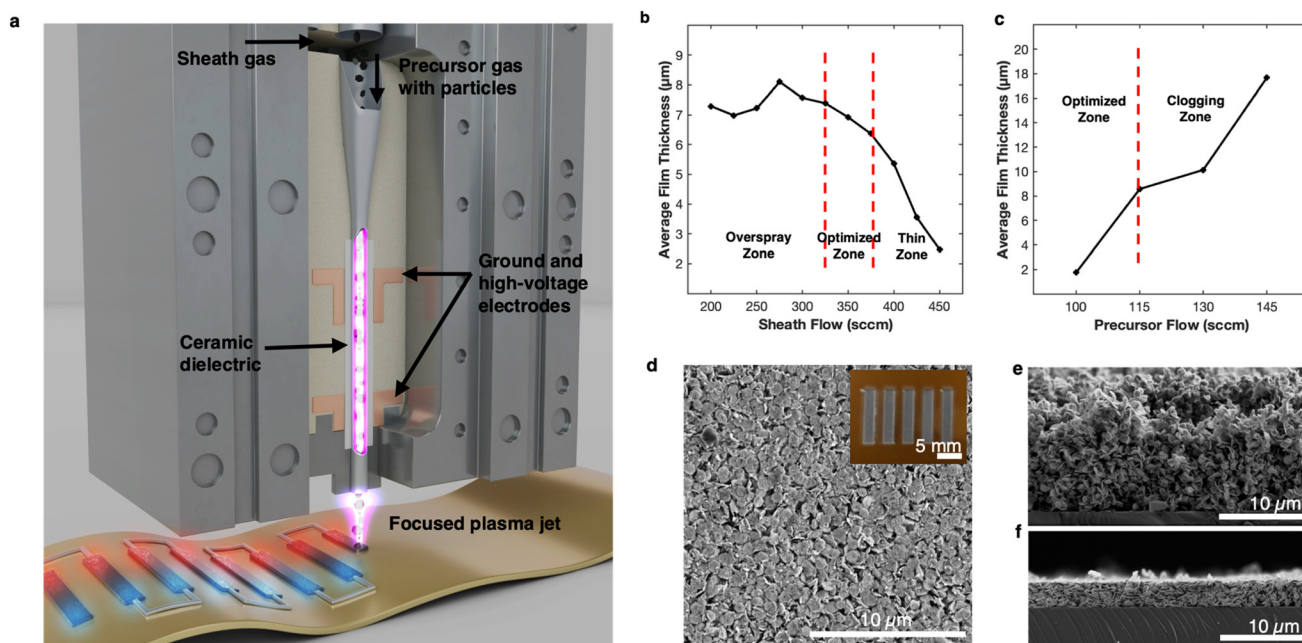 a
Sheath gas
Precursor gas
with particles
Ground and
high-voltage
electrodes
Ceramic
dielectric
Focused plasma jet
b
Average Film Thickness (µm)
9
8
7
6
5
4
3
2
Overspray
Zone
Optimized
Zone
Thin
Zone
200 250 300 350 400 450
Sheath Flow (sccm)
c
Average Film Thickness (µm)
20
18
16
14
12
10
8
6
4
2
Optimized
Zone
Clogging
Zone
100 115 130 145
Precursor Flow (sccm)
d
5 mm
10 µm
e
10 µm
f
10 µm